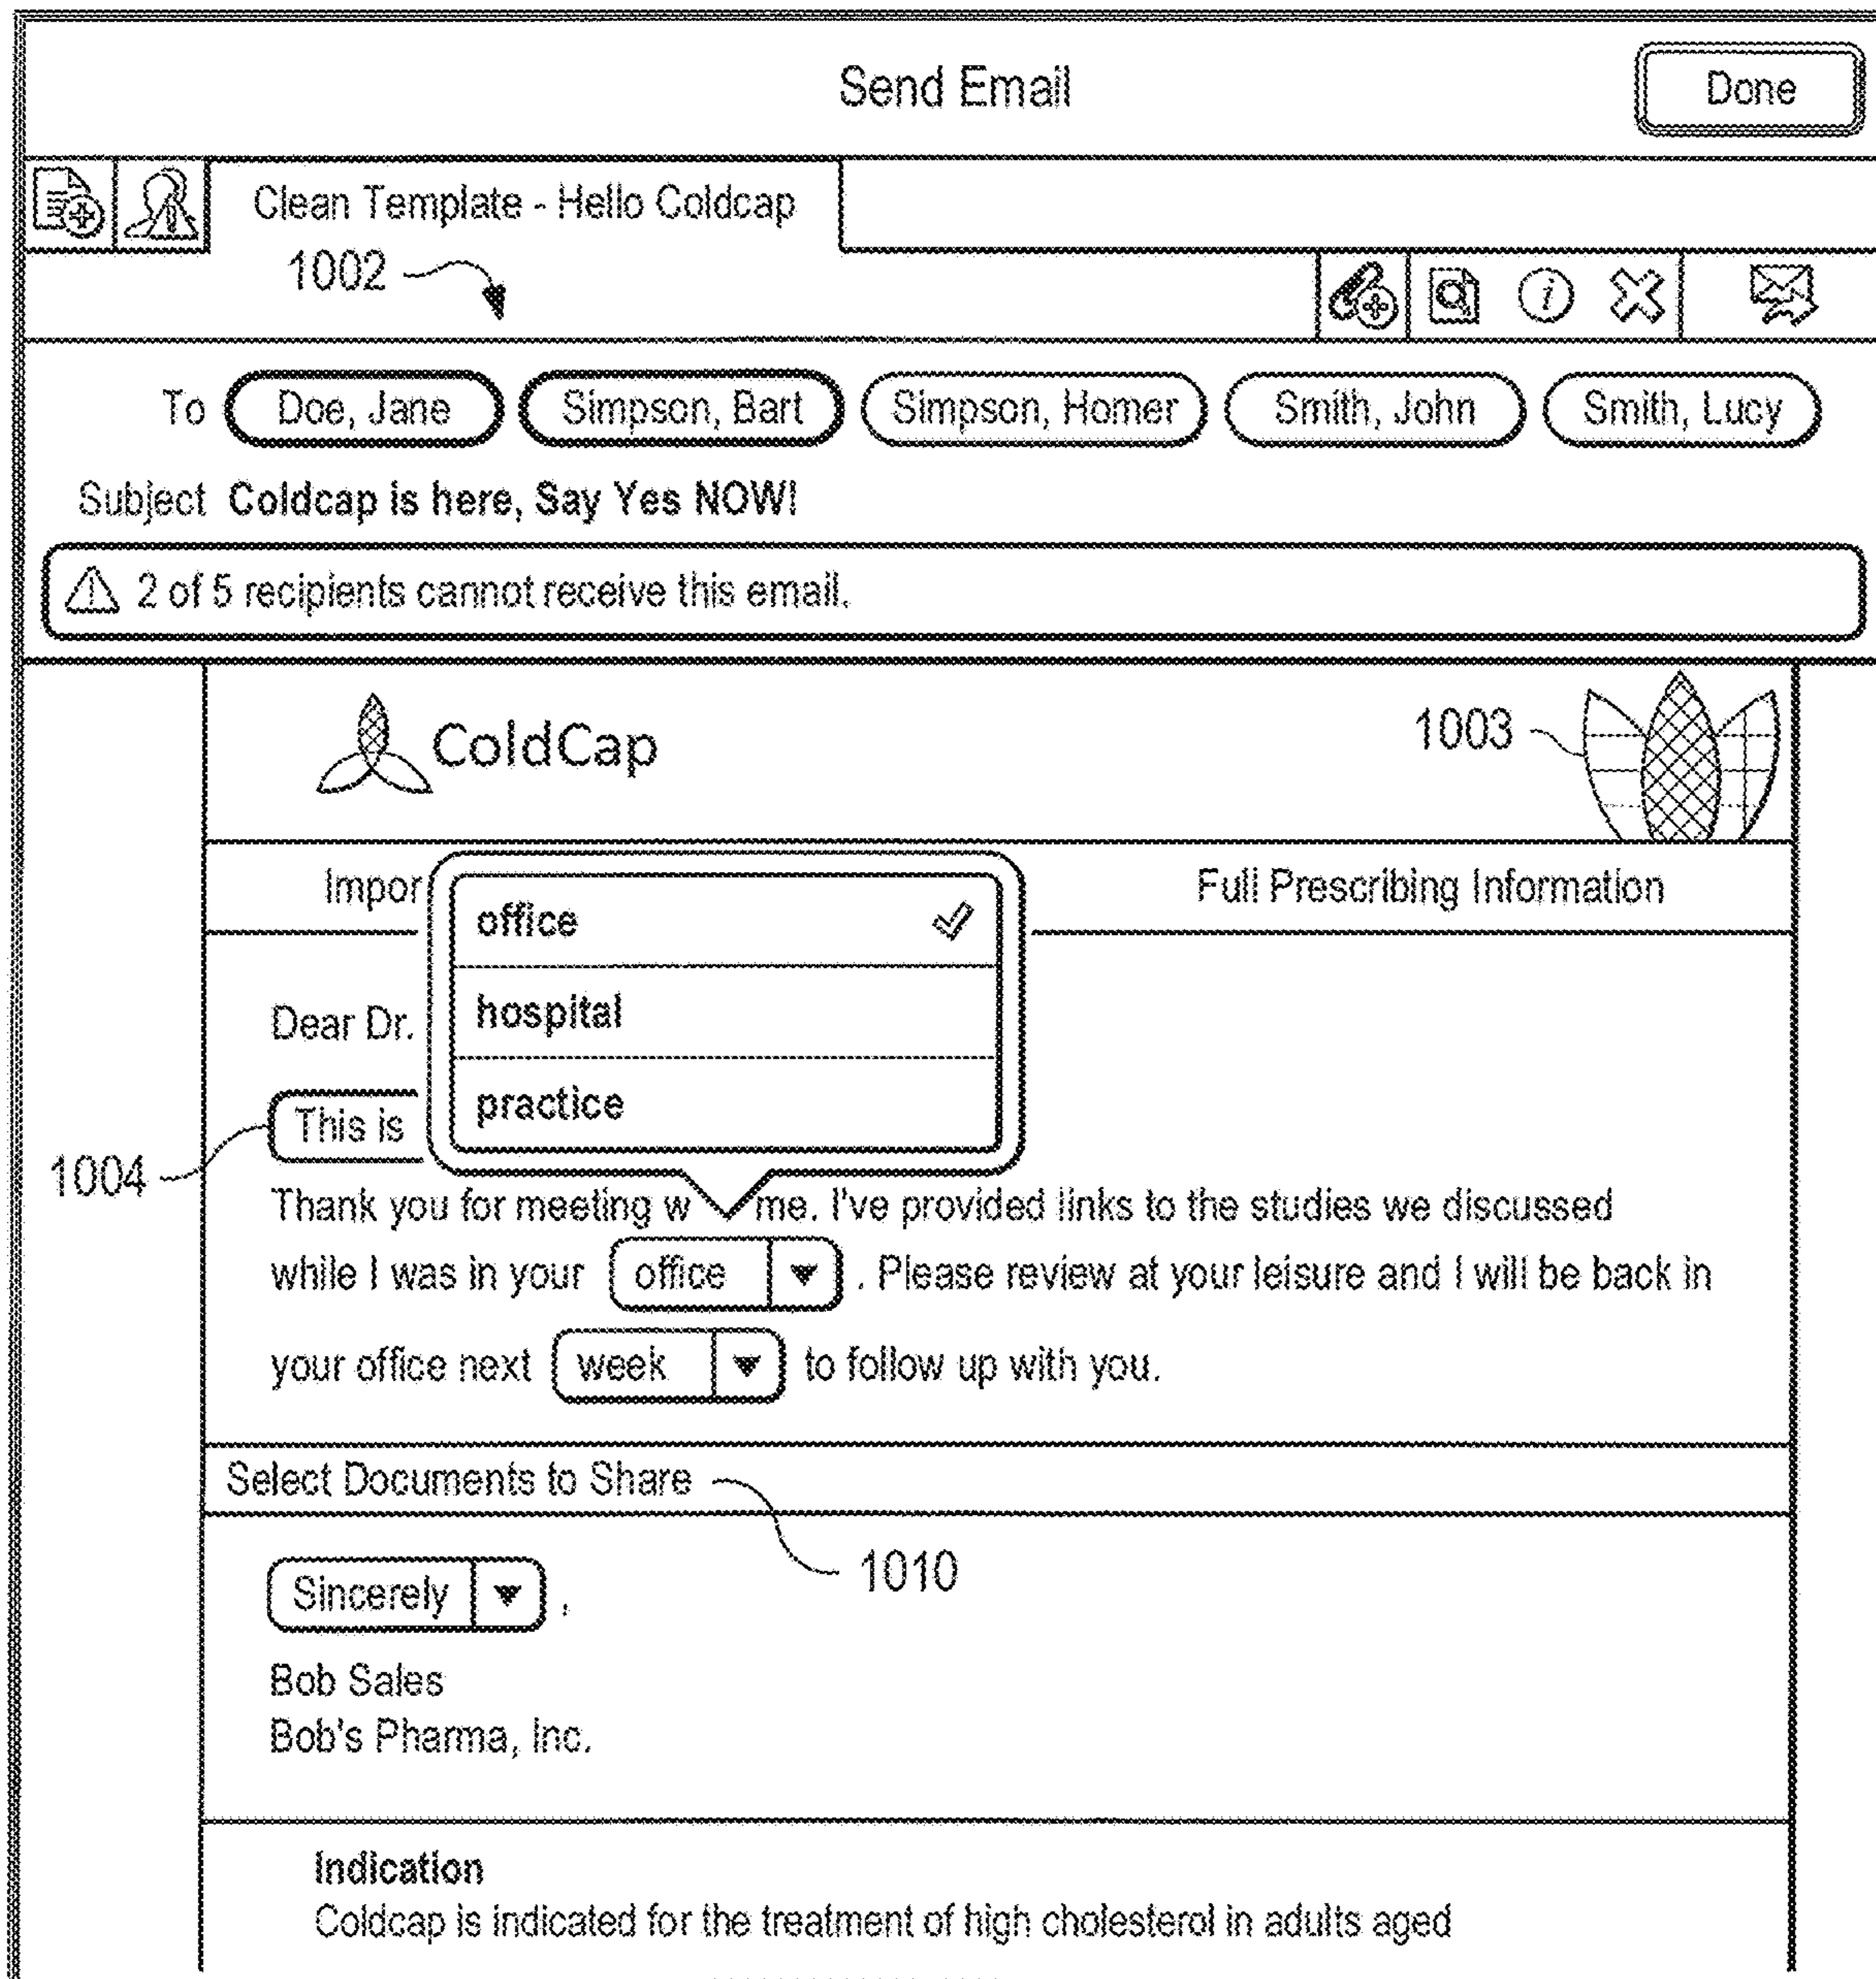 Send Email
Done
Clean Template - Hello Coldcap
1002
To Doe, Jane Simpson, Bart Simpson, Homer Smith, John Smith, Lucy
Subject Coldcap is here, Say Yes NOW!
2 of 5 recipients cannot receive this email.
ColdCap
1003
Impor
Full Prescribing Information
office
hospital
practice
Dear Dr.
This is
1004
Thank you for meeting w me. I've provided links to the studies we discussed
while I was in your office . Please review at your leisure and I will be back in
your office next week to follow up with you.
Select Documents to Share
1010
Sincerely ,
Bob Sales
Bob's Pharma, Inc.
Indication
Coldcap is indicated for the treatment of high cholesterol in adults aged